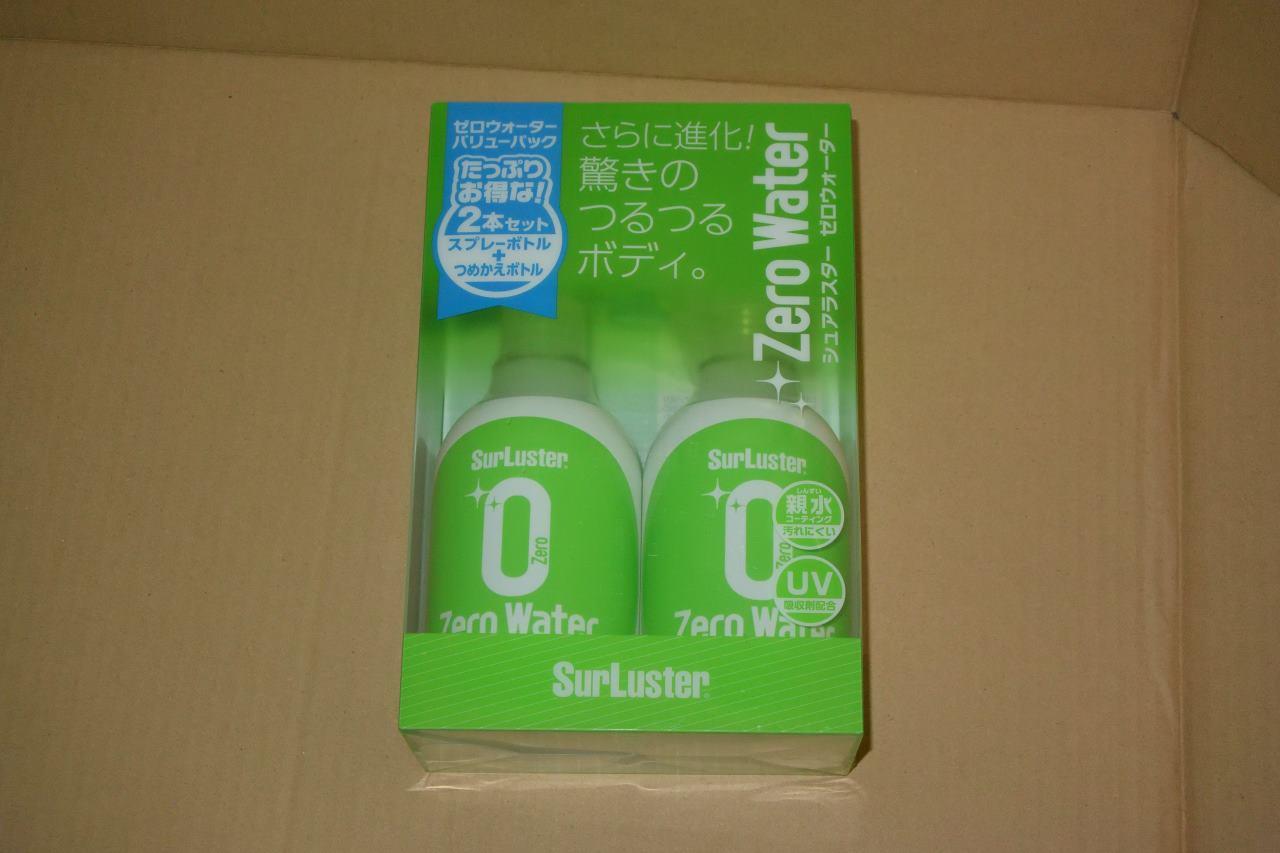 ゼロウォーター
バリューパック
たっぷり
お得な!
2本セット
スプレーボトル
+
つめかえボトル
さらに進化!
驚きの
つるつる
ボディ。
Zero Water
シュアラスター ゼロウォーター
SurLuster
0
Zero
Zero Water
SurLuster
0
Zero
Zero Water
しんすい
親水
コーティング
汚れにくい
UV
吸収剤配合
SurLuster